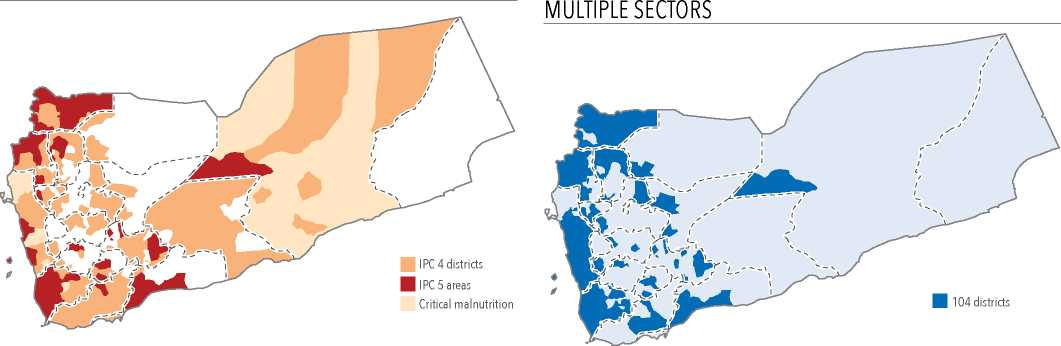 MULTIPLE SECTORS
IPC 4 districts
IPC 5 areas
Critical malnutrition
104 districts